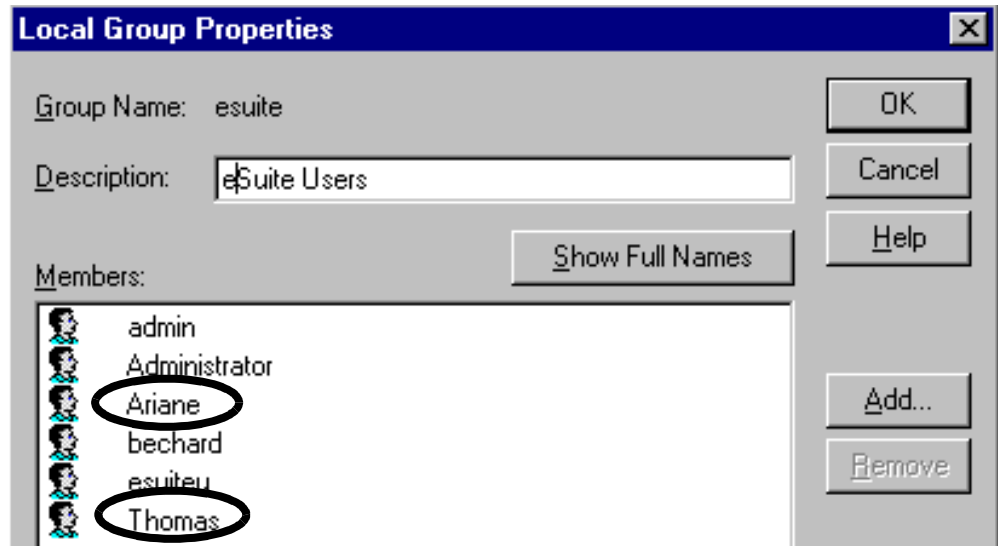 Local Group Properties
Group Name: esuite
OK
Description: eSuite Users
Cancel
Show Full Names
Help
Members:
admin
Administrator
Ariane
Add...
bechard
esuiteu
Remove
Thomas